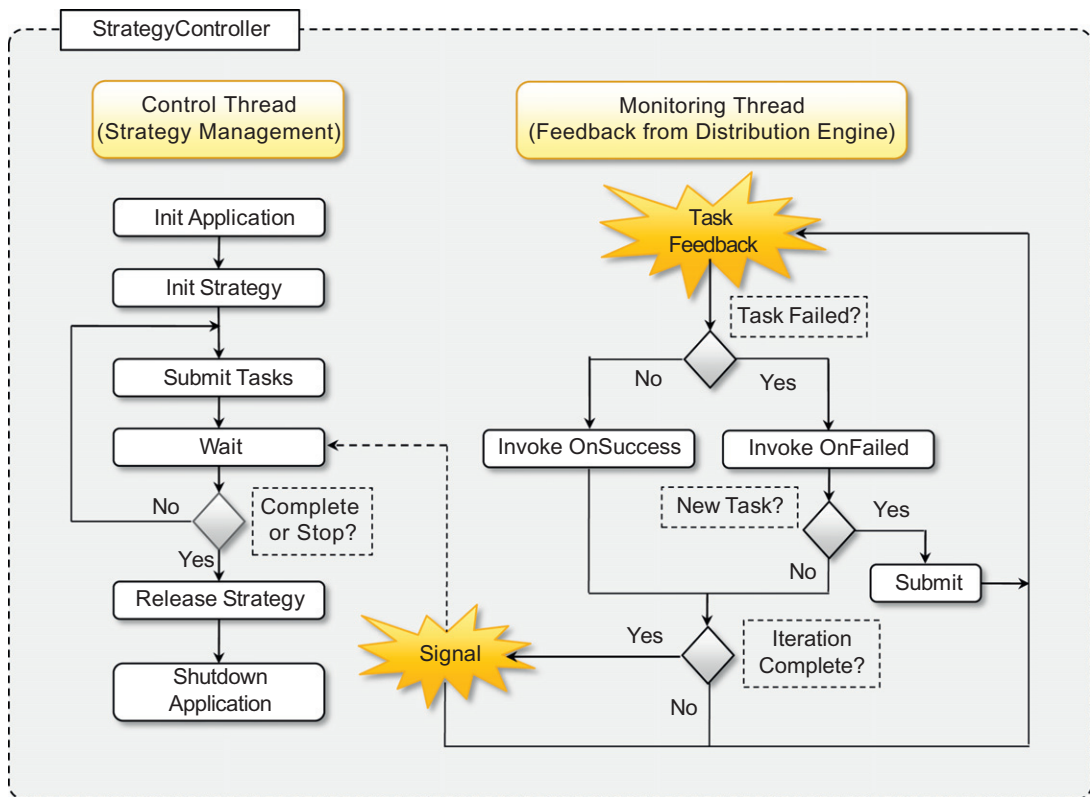 StrategyController
Control Thread
(Strategy Management)
Init Application
Init Strategy
Submit Tasks
Wait
No
Complete
or Stop?
Yes
Release Strategy
Shutdown
Application
Monitoring Thread
(Feedback from Distribution Engine)
Task
Feedback
Task Failed?
No
Yes
Invoke OnSuccess
Invoke OnFailed
New Task?
Yes
No
Submit
Iteration
Complete?
Yes
No
Signal